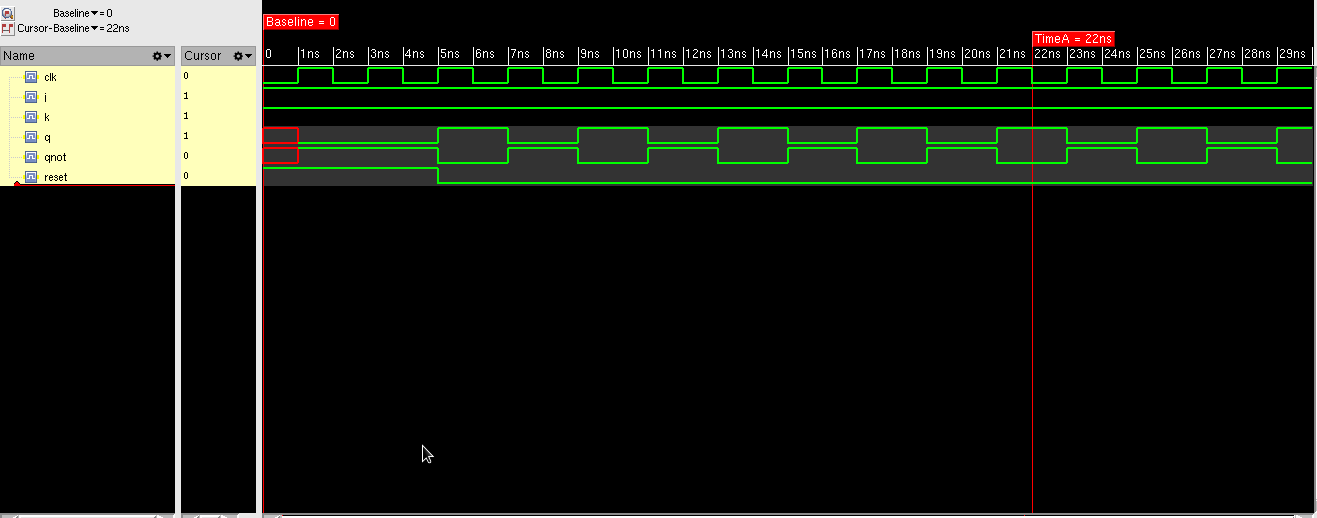 Baseline▼= 0
Cursor-Baseline▼= 22ns
Baseline = 0
TimeA = 22ns
Name
Cursor
0 1ns 2ns 3ns 4ns 5ns 6ns 7ns 8ns 9ns 10ns 11ns 12ns 13ns 14ns 15ns 16ns 17ns 18ns 19ns 20ns 21ns 22ns 23ns 24ns 25ns 26ns 27ns 28ns 29ns
clk 0
j 1
k 1
q 1
qnot 0
reset 0